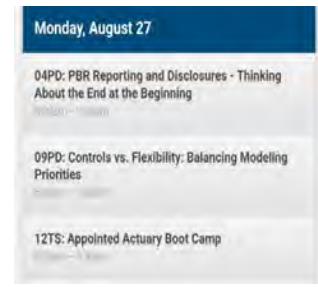 Monday, August 27
04PD: PBR Reporting and Disclosures - Thinking
About the End at the Beginning
09PD: Controls vs. Flexibility: Balancing Modeling
Priorities
12TS: Appointed Actuary Boot Camp